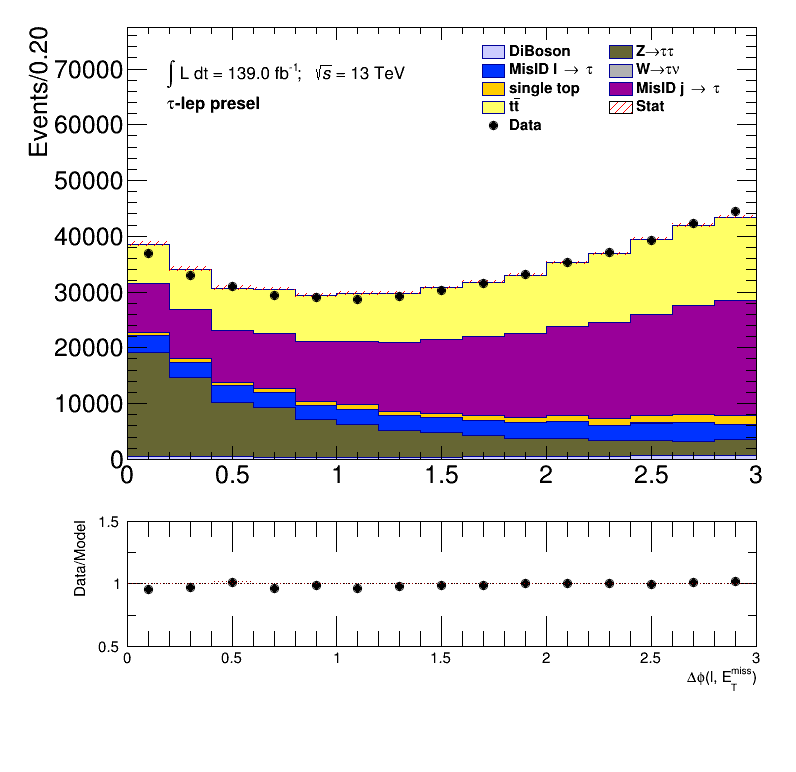 Events/0.20
70000
60000
50000
40000
30000
20000
10000
0
∫ L dt = 139.0 fb⁻¹; √s = 13 TeV
τ-lep presel
DiBoson
Z→ττ
MisID l → τ
W→τν
single top
MisID j → τ
tt̄
Stat
Data
0 0.5 1 1.5 2 2.5 3
Data/Model
1.5
1
0.5
0 0.5 1 1.5 2 2.5 3
Δϕ(l, E_T^miss)